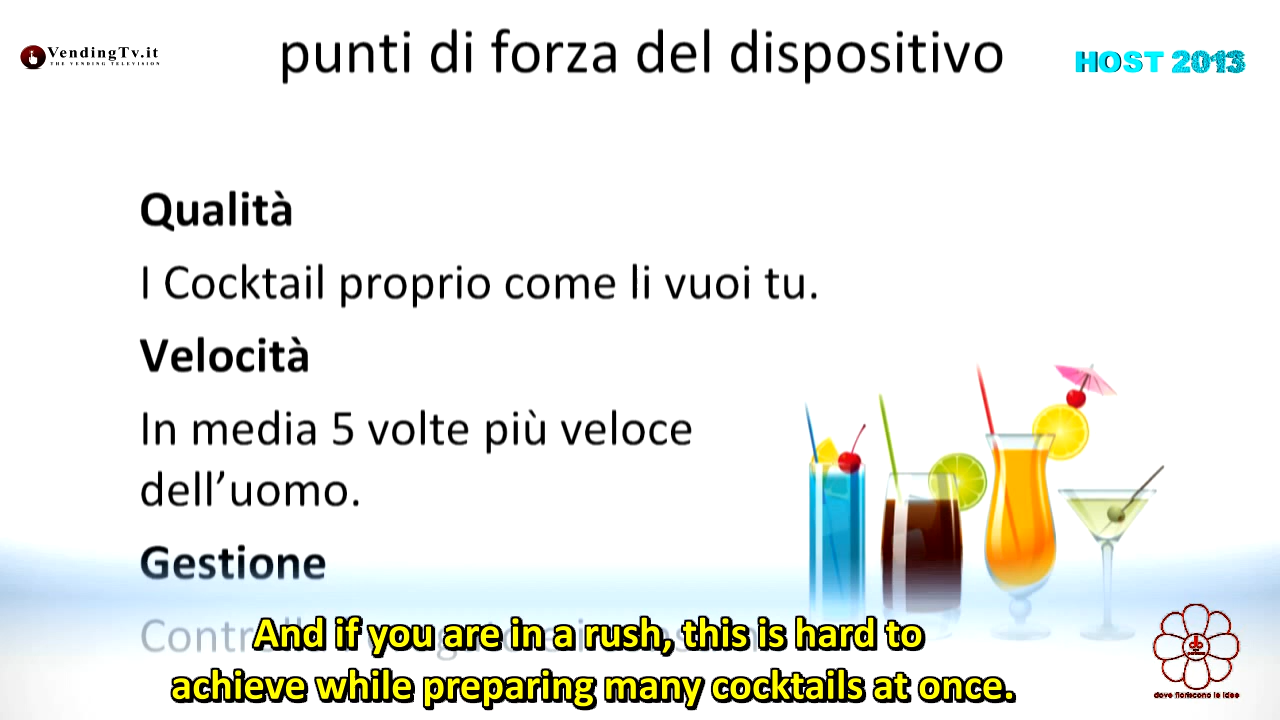 VendingTv.it
THE VENDING TELEVISION
punti di forza del dispositivo
HOST 2013
Qualità
I Cocktail proprio come li vuoi tu.
Velocità
In media 5 volte più veloce
dell’uomo.
Gestione
And if you are in a rush, this is hard to
achieve while preparing many cocktails at once.
dove fioriscono le idee